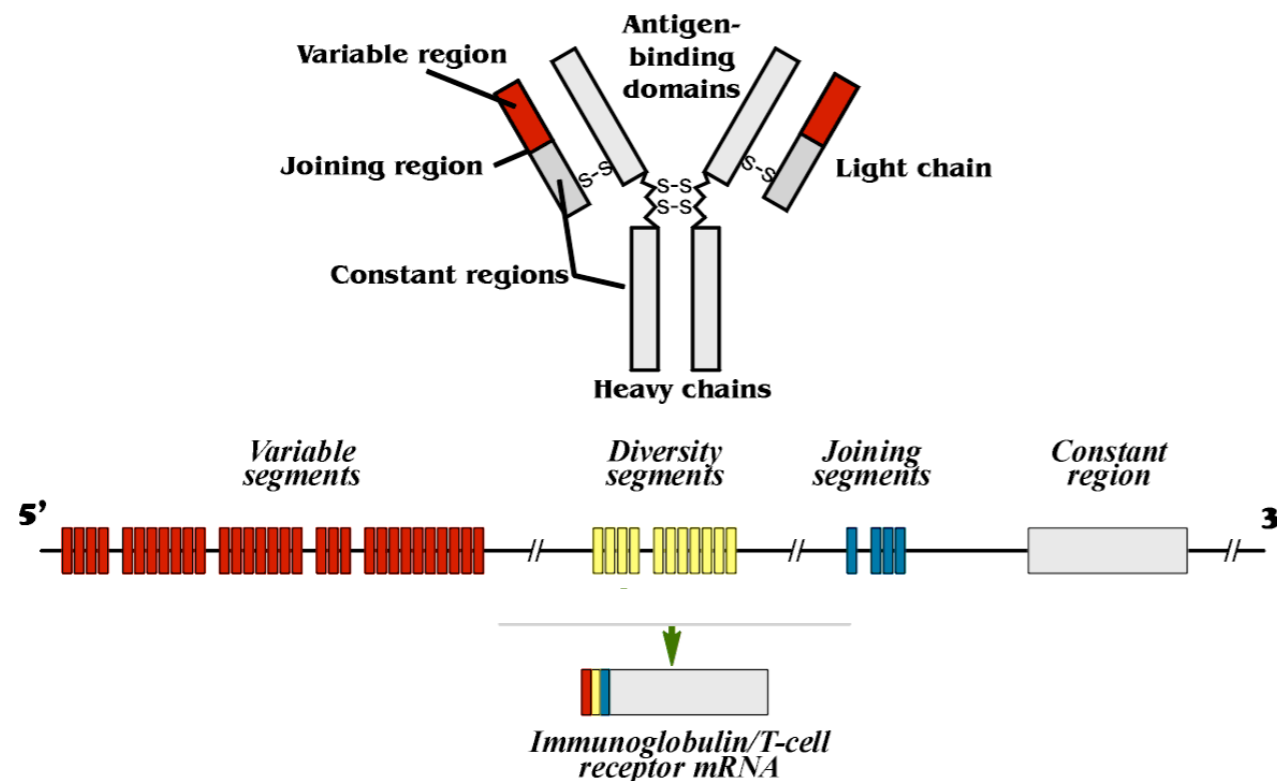 Antigen-
binding
domains
Variable region
Joining region
Light chain
S-S
S-S
S-S
S-S
Constant regions
Heavy chains
Variable
segments
Diversity
segments
Joining
segments
Constant
region
5’
3
//
//
//
Immunoglobulin/T-cell
receptor mRNA